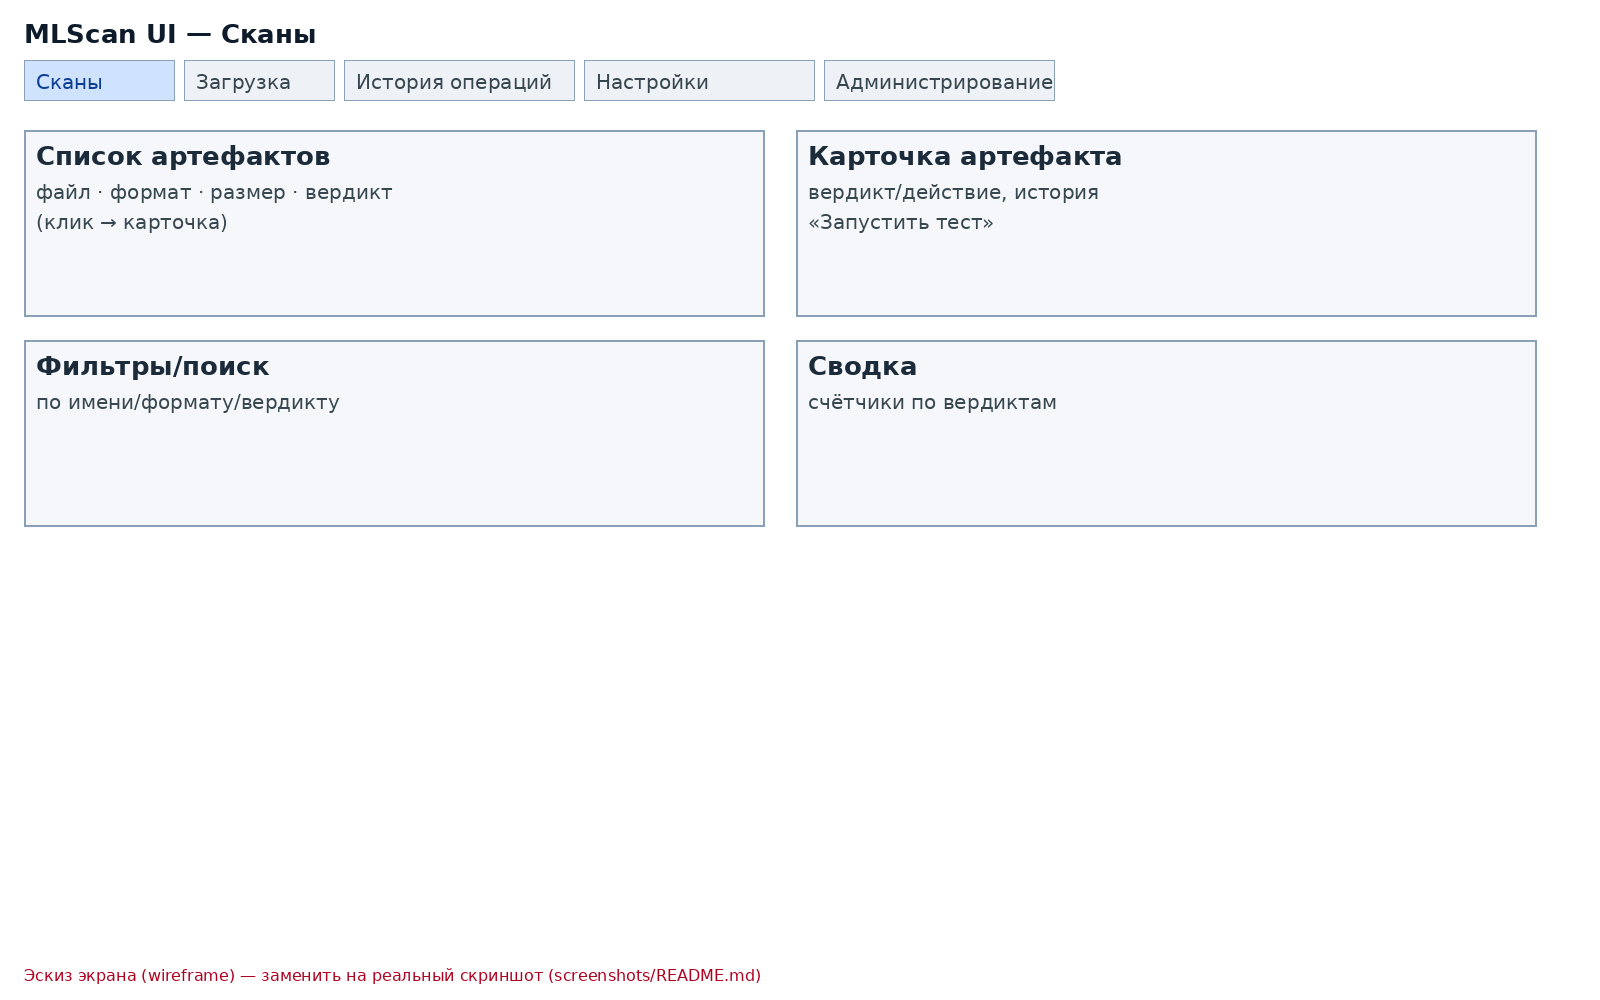 MLScan UI — Сканы
Сканы
Загрузка
История операций
Настройки
Администрирование
Список артефактов
файл · формат · размер · вердикт
(клик → карточка)
Карточка артефакта
вердикт/действие, история
«Запустить тест»
Фильтры/поиск
по имени/формату/вердикту
Сводка
счётчики по вердиктам
Эскиз экрана (wireframe) — заменить на реальный скриншот (screenshots/README.md)